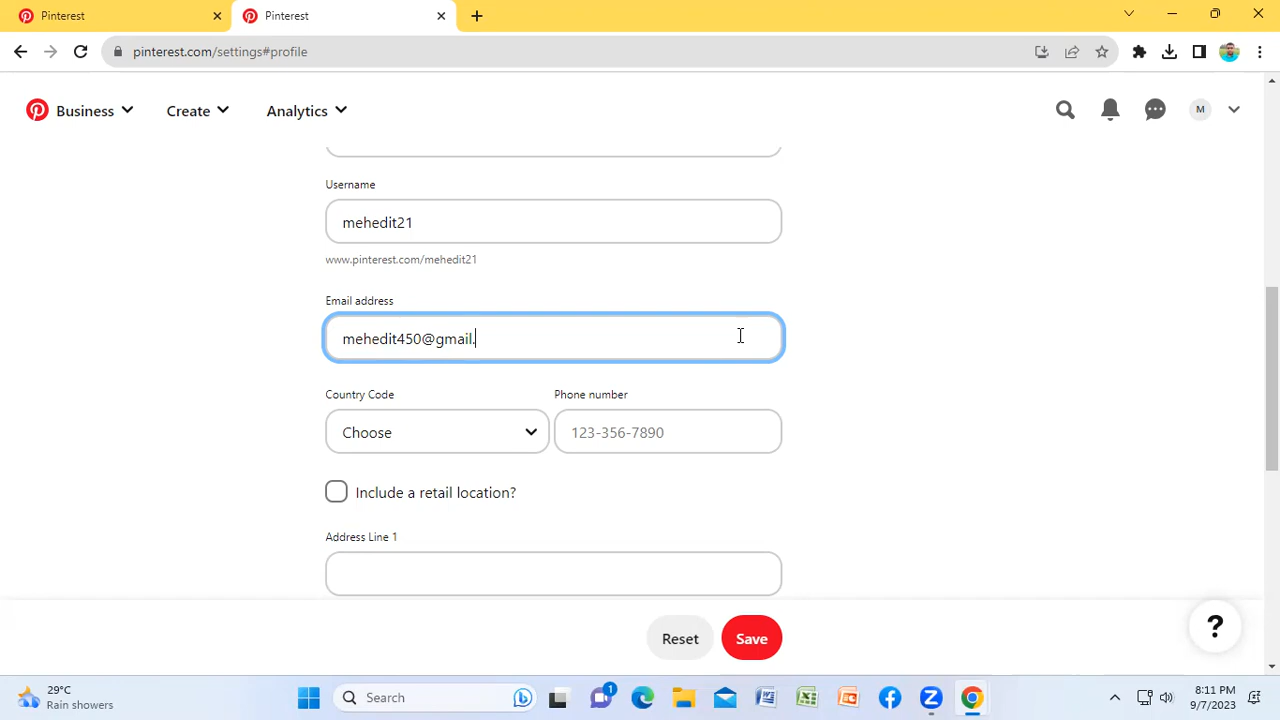 Pinterest
Pinterest
pinterest.com/settings#profile
Business
Create
Analytics
M
Username
mehedit21
www.pinterest.com/mehedit21
Email address
mehedit450@gmail.
Country Code
Phone number
Choose
123-356-7890
Include a retail location?
Address Line 1
Reset
Save
?
29°C
Rain showers
Search
1
8:11 PM
9/7/2023